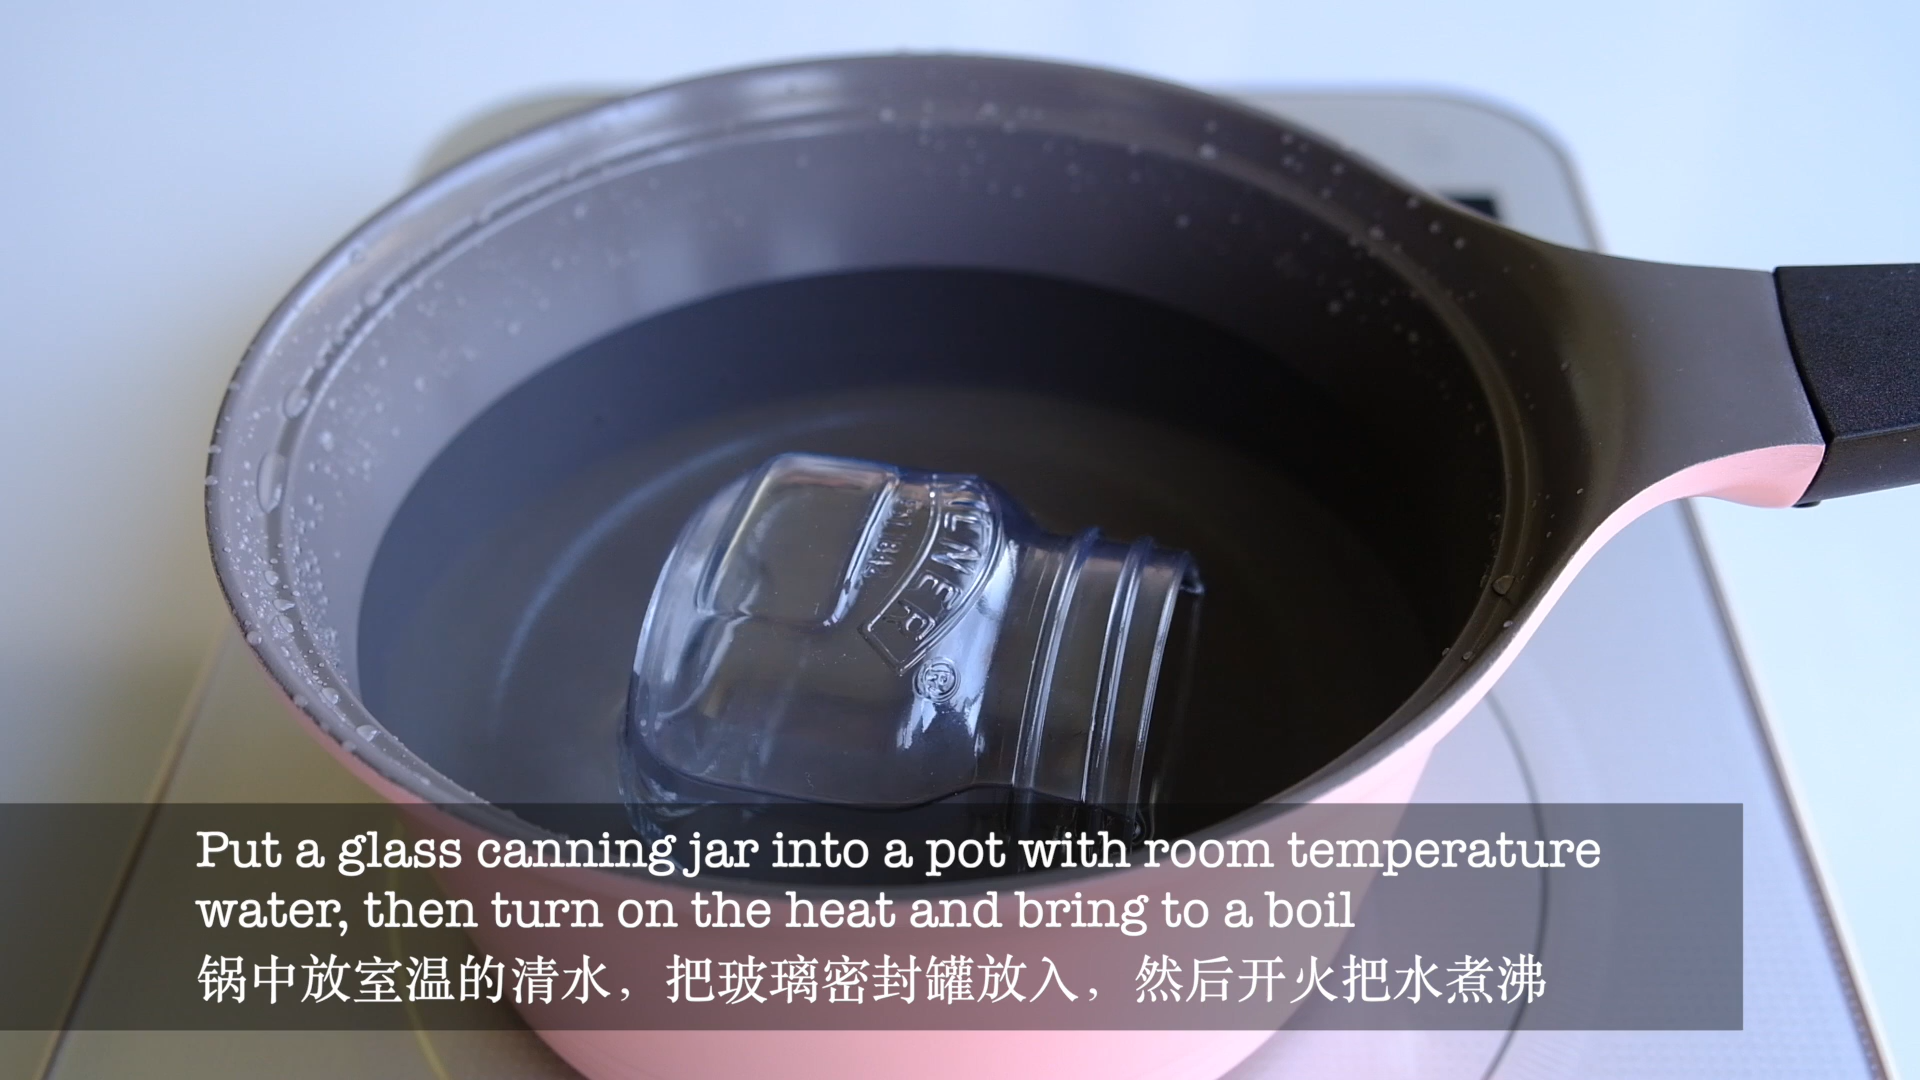 Put a glass canning jar into a pot with room temperature
water, then turn on the heat and bring to a boil
锅中放室温的清水，把玻璃密封罐放入，然后开火把水煮沸
®